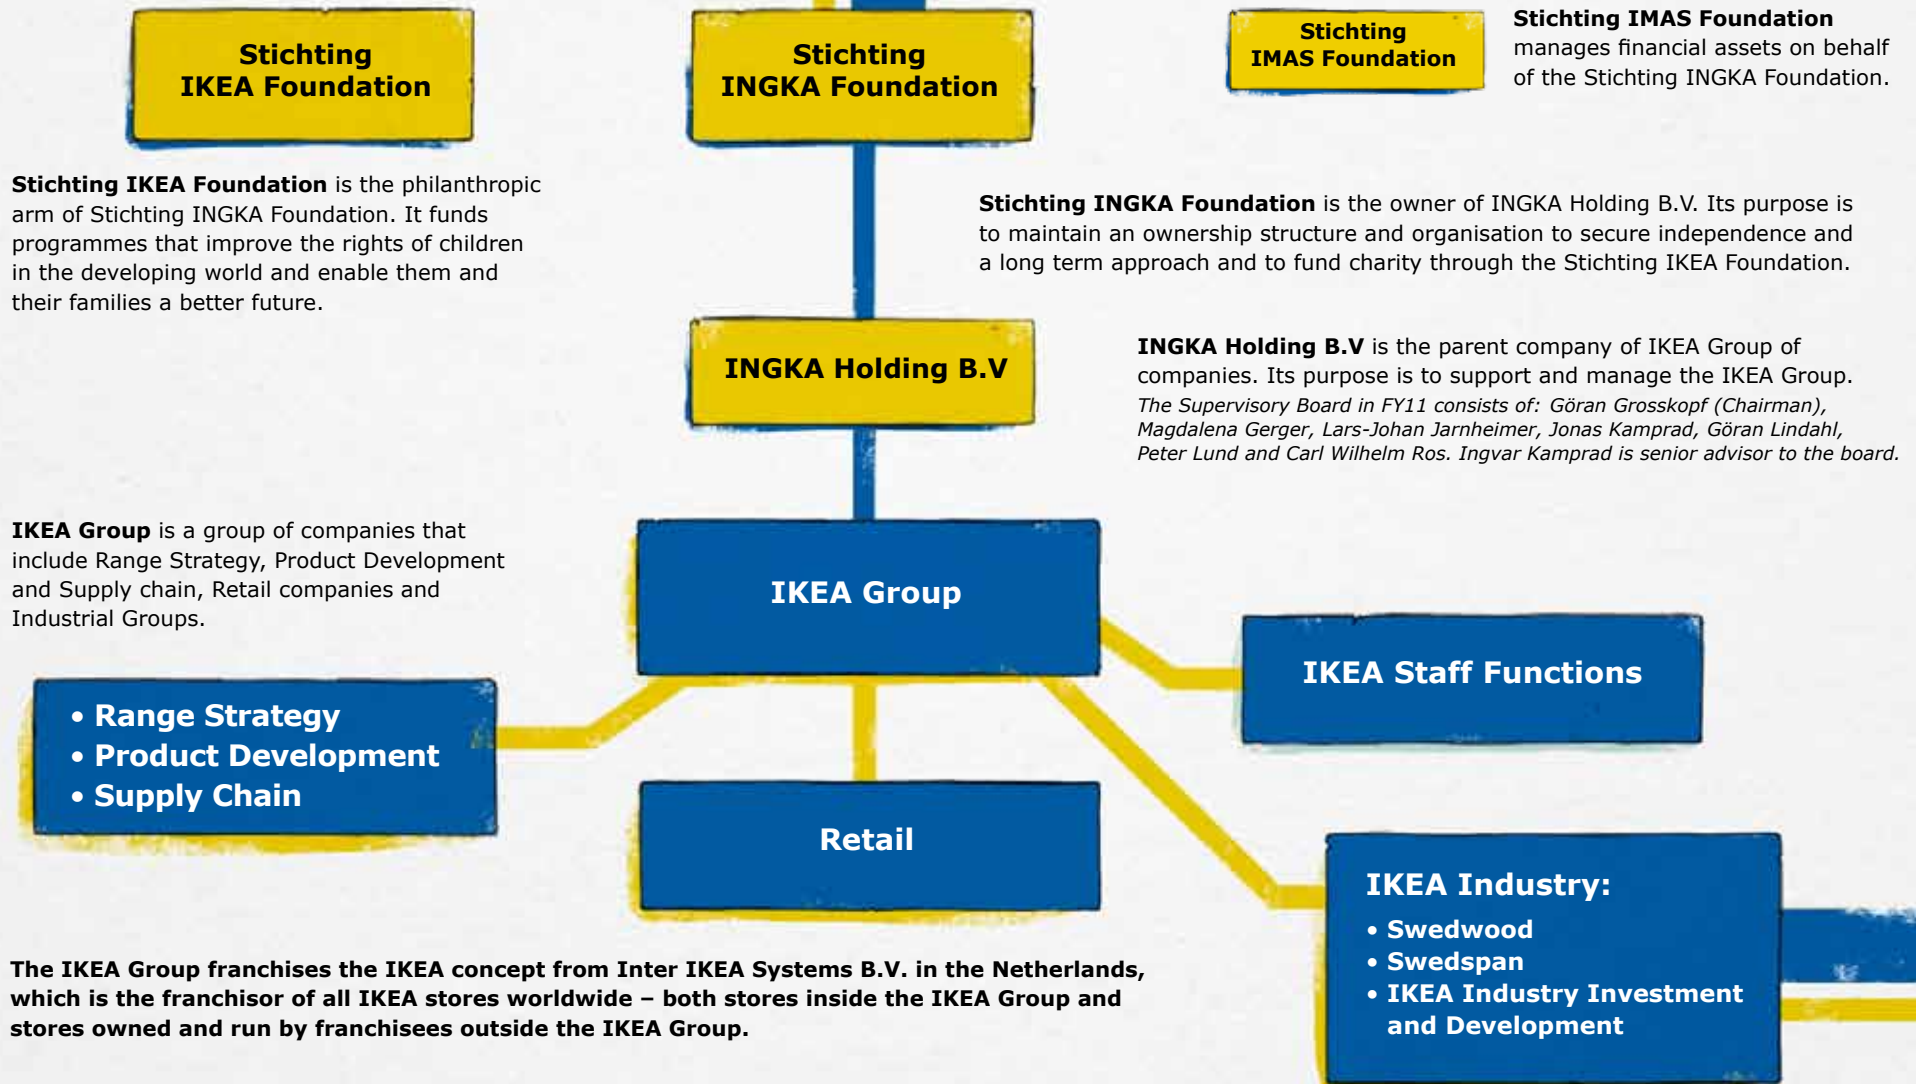 Stichting
IKEA Foundation
Stichting
INGKA Foundation
Stichting
IMAS Foundation
Stichting IMAS Foundation
manages financial assets on behalf
of the Stichting INGKA Foundation.
Stichting IKEA Foundation is the philanthropic
arm of Stichting INGKA Foundation. It funds
programmes that improve the rights of children
in the developing world and enable them and
their families a better future.
Stichting INGKA Foundation is the owner of INGKA Holding B.V. Its purpose is
to maintain an ownership structure and organisation to secure independence and
a long term approach and to fund charity through the Stichting IKEA Foundation.
INGKA Holding B.V
INGKA Holding B.V is the parent company of IKEA Group of
companies. Its purpose is to support and manage the IKEA Group.
The Supervisory Board in FY11 consists of: Göran Grosskopf (Chairman),
Magdalena Gerger, Lars-Johan Jarnheimer, Jonas Kamprad, Göran Lindahl,
Peter Lund and Carl Wilhelm Ros. Ingvar Kamprad is senior advisor to the board.
IKEA Group is a group of companies that
include Range Strategy, Product Development
and Supply chain, Retail companies and
Industrial Groups.
IKEA Group
IKEA Staff Functions
• Range Strategy
• Product Development
• Supply Chain
Retail
IKEA Industry:
• Swedwood
• Swedspan
• IKEA Industry Investment
and Development
The IKEA Group franchises the IKEA concept from Inter IKEA Systems B.V. in the Netherlands,
which is the franchisor of all IKEA stores worldwide – both stores inside the IKEA Group and
stores owned and run by franchisees outside the IKEA Group.